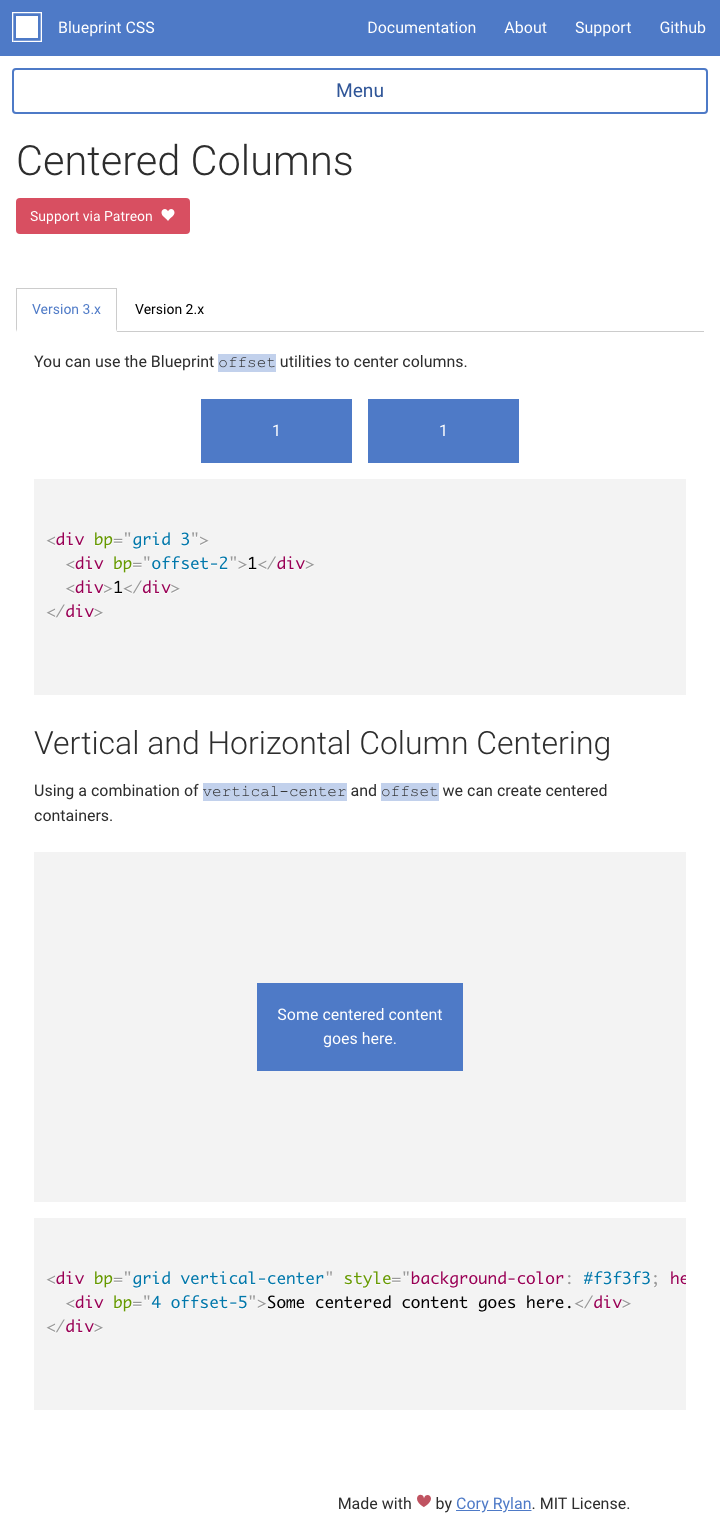 Blueprint CSS Documentation About Support Github
Menu
Centered Columns
Support via Patreon
Version 3.x Version 2.x
You can use the Blueprint offset utilities to center columns.
1 1
<div bp="grid 3">
  <div bp="offset-2">1</div>
  <div>1</div>
</div>
Vertical and Horizontal Column Centering
Using a combination of vertical-center and offset we can create centered
containers.
Some centered content
goes here.
<div bp="grid vertical-center" style="background-color: #f3f3f3; he
  <div bp="4 offset-5">Some centered content goes here.</div>
</div>
Made with ❤ by Cory Rylan. MIT License.